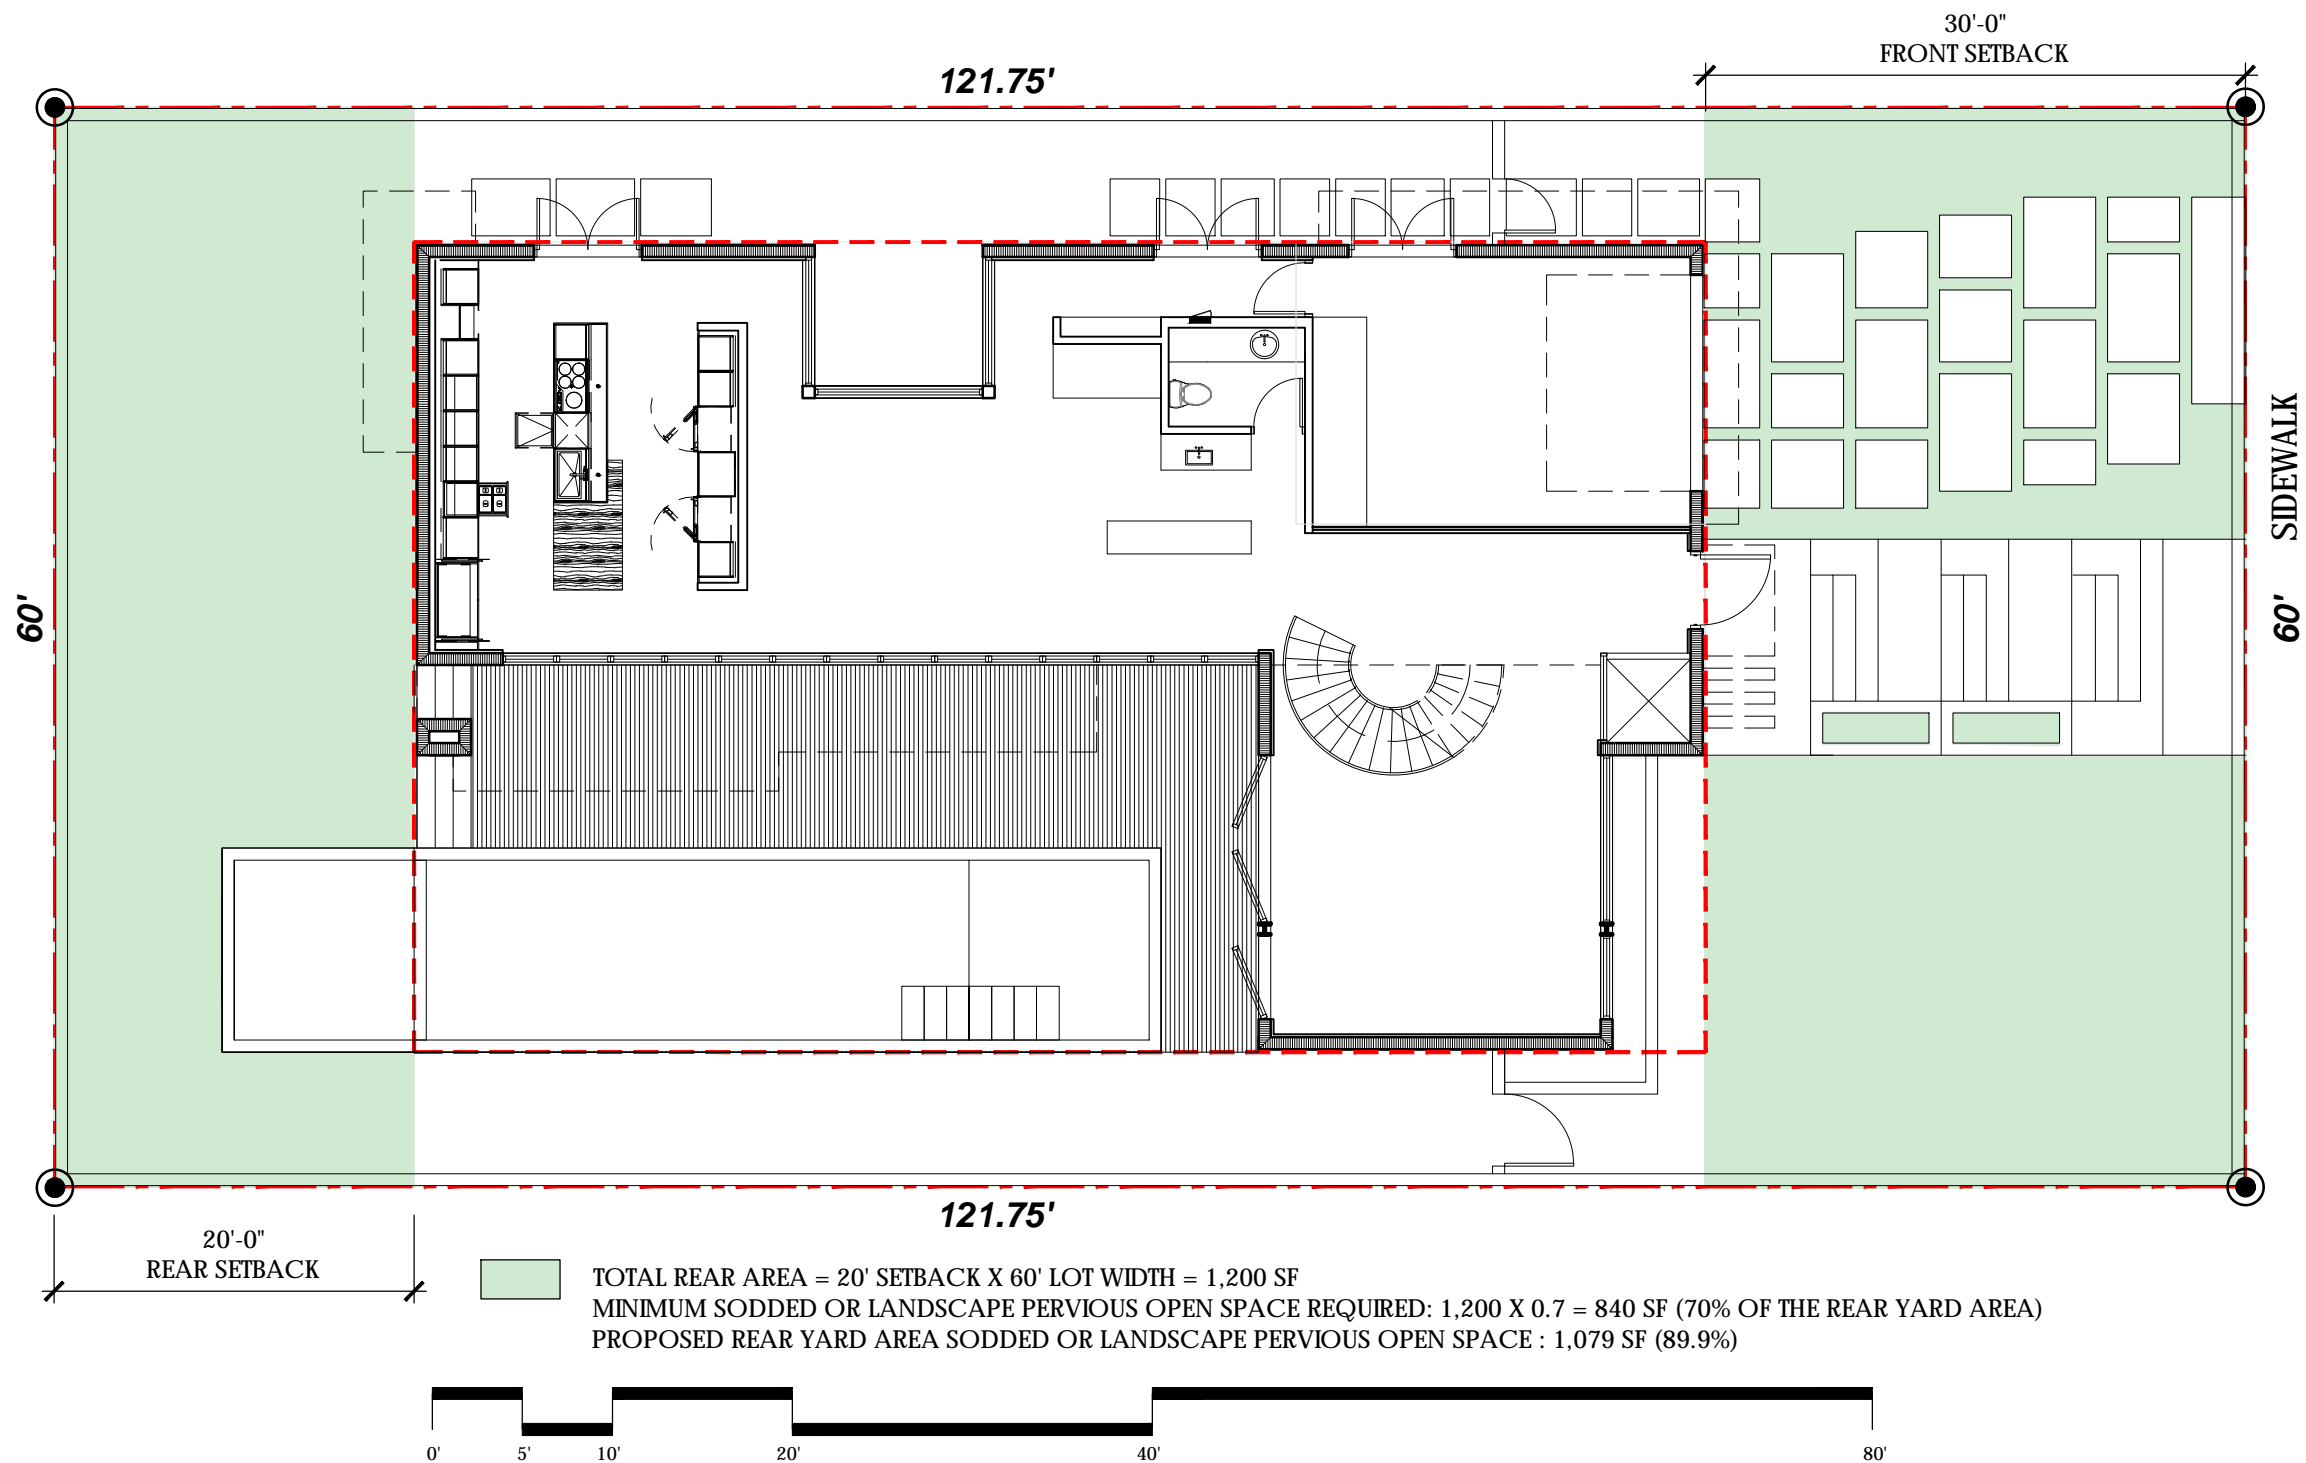 30'-0"
FRONT SETBACK
121.75'
SIDEWALK
60'
60'
121.75'
20'-0"
REAR SETBACK
TOTAL REAR AREA = 20' SETBACK X 60' LOT WIDTH = 1,200 SF
MINIMUM SODDED OR LANDSCAPE PERVIOUS OPEN SPACE REQUIRED: 1,200 X 0.7 = 840 SF (70% OF THE REAR YARD AREA)
PROPOSED REAR YARD AREA SODDED OR LANDSCAPE PERVIOUS OPEN SPACE : 1,079 SF (89.9%)
0' 5' 10' 20' 40' 80'